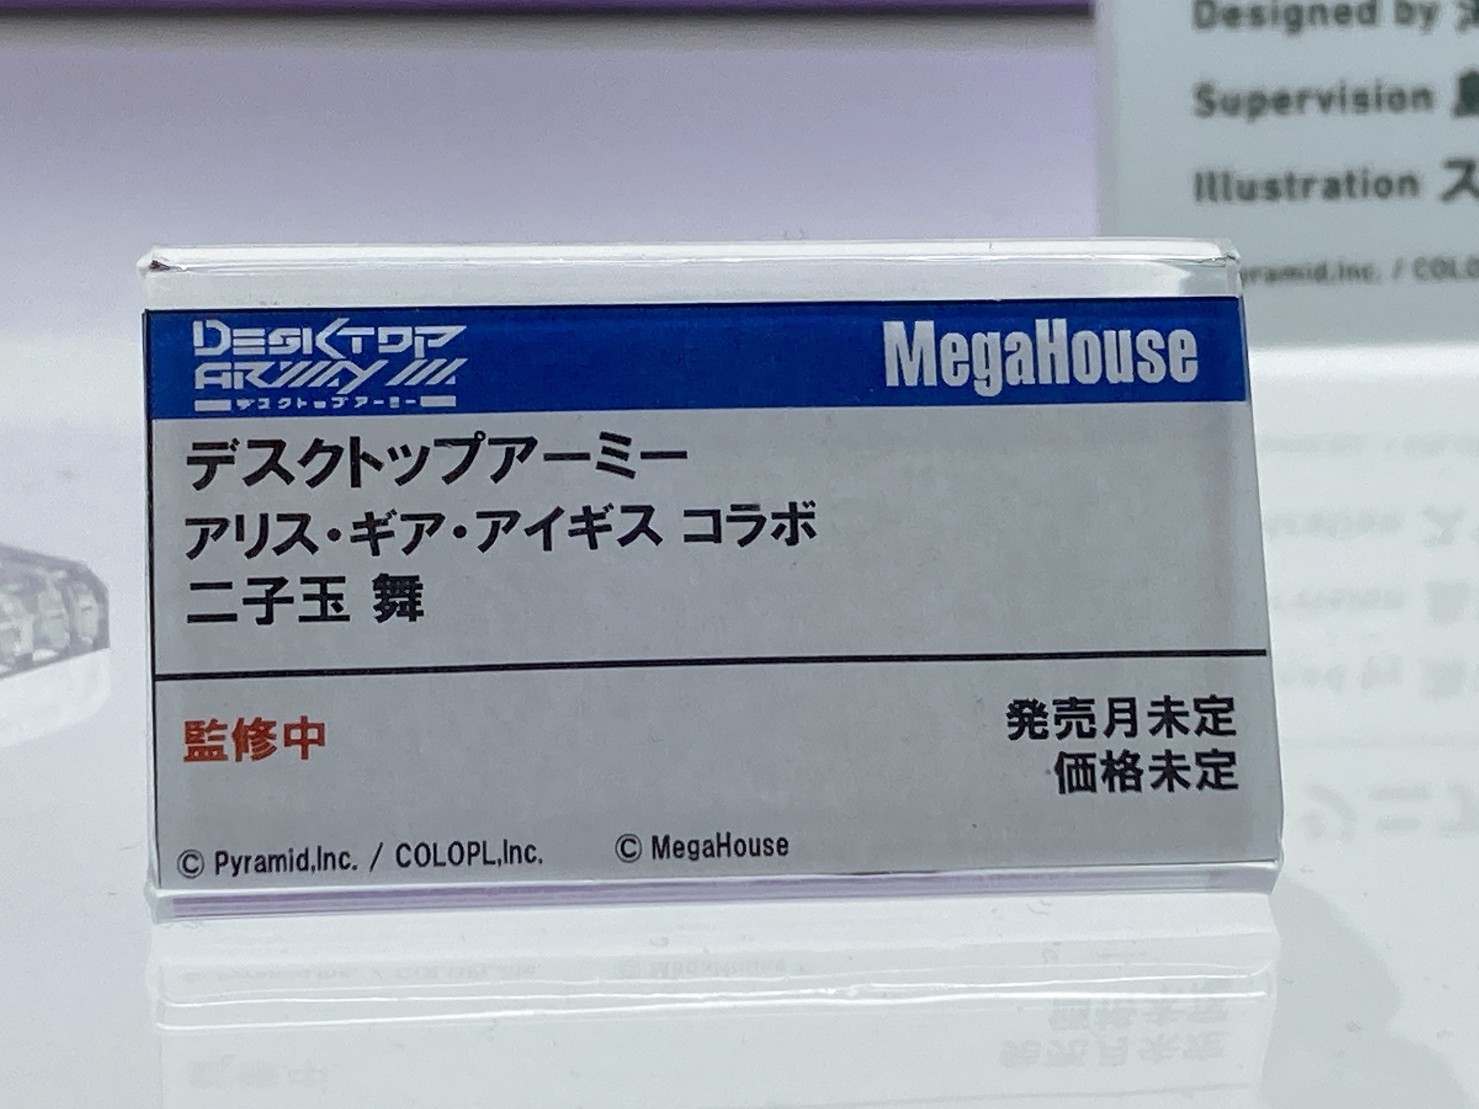 Designed by
Supervision
Illustration ス
DESKTOP
ARMY
デスクトップアーミー
MegaHouse
デスクトップアーミー
アリス・ギア・アイギス コラボ
二子玉 舞
監修中
発売月未定
価格未定
© Pyramid,Inc. / COLOPL,Inc.
© MegaHouse